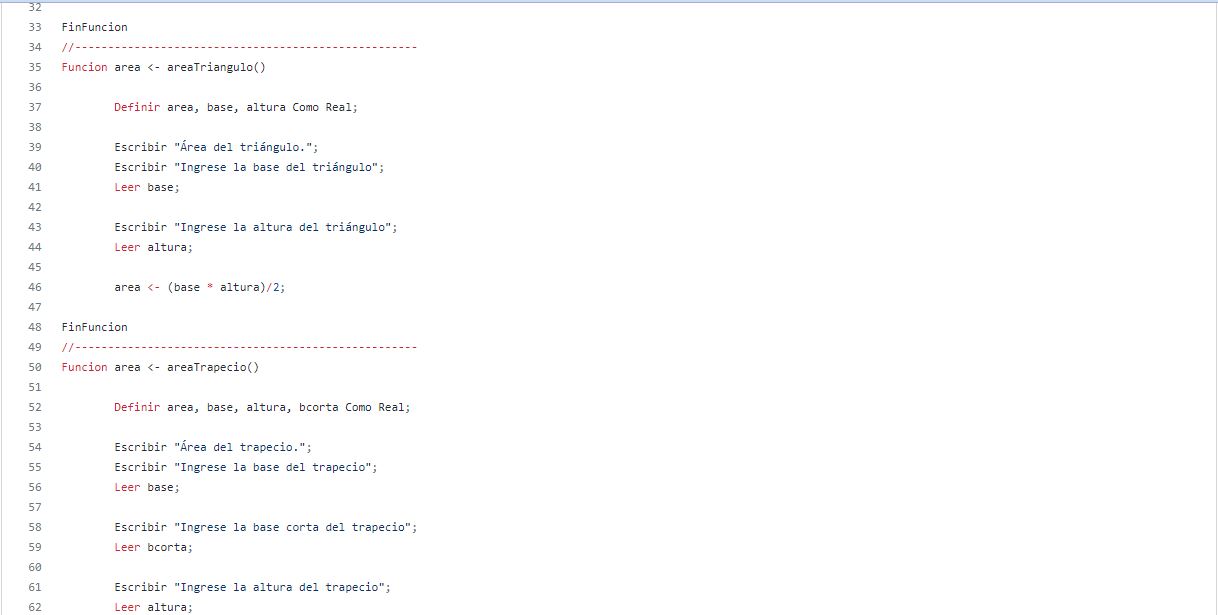 32
33 FinFuncion
34 //----------------------------------------------------
35 Funcion area <- areaTriangulo()
36
37 Definir area, base, altura Como Real;
38
39 Escribir "Área del triángulo.";
40 Escribir "Ingrese la base del triángulo";
41 Leer base;
42
43 Escribir "Ingrese la altura del triángulo";
44 Leer altura;
45
46 area <- (base * altura)/2;
47
48 FinFuncion
49 //----------------------------------------------------
50 Funcion area <- areaTrapecio()
51
52 Definir area, base, altura, bcorta Como Real;
53
54 Escribir "Área del trapecio.";
55 Escribir "Ingrese la base del trapecio";
56 Leer base;
57
58 Escribir "Ingrese la base corta del trapecio";
59 Leer bcorta;
60
61 Escribir "Ingrese la altura del trapecio";
62 Leer altura;